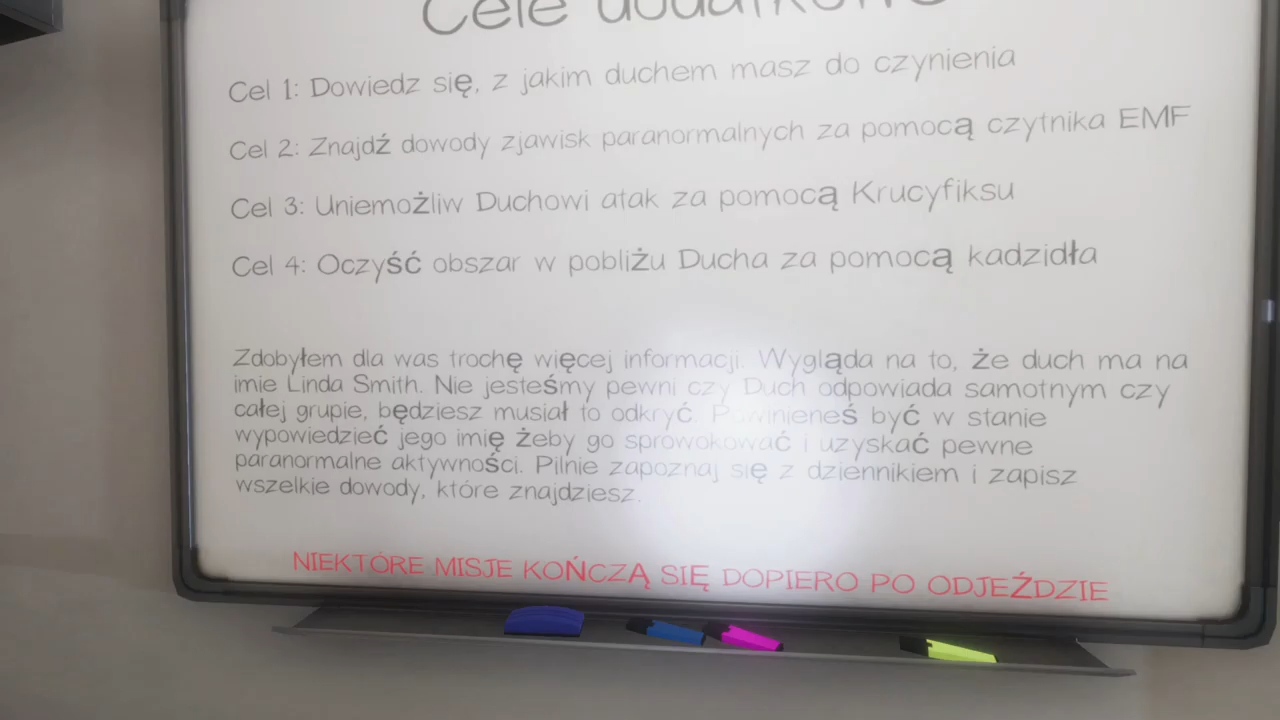 Cele dodatkowe
Cel 1: Dowiedz się, z jakim duchem masz do czynienia
Cel 2: Znajdź dowody zjawisk paranormalnych za pomocą czytnika EMF
Cel 3: Uniemożliw Duchowi atak za pomocą Krucyfiksu
Cel 4: Oczyść obszar w pobliżu Ducha za pomocą kadzidła
Zdobyłem dla was trochę więcej informacji. Wygląda na to, że duch ma na
imie Linda Smith. Nie jesteśmy pewni czy Duch odpowiada samotnym czy
całej grupie, będziesz musiał to odkryć. Powinieneś być w stanie
wypowiedzieć jego imię żeby go sprowokować i uzyskać pewne
paranormalne aktywności. Pilnie zapoznaj się z dziennikiem i zapisz
wszelkie dowody, które znajdziesz.
NIEKTÓRE MISJE KOŃCZĄ SIĘ DOPIERO PO ODJEŹDZIE